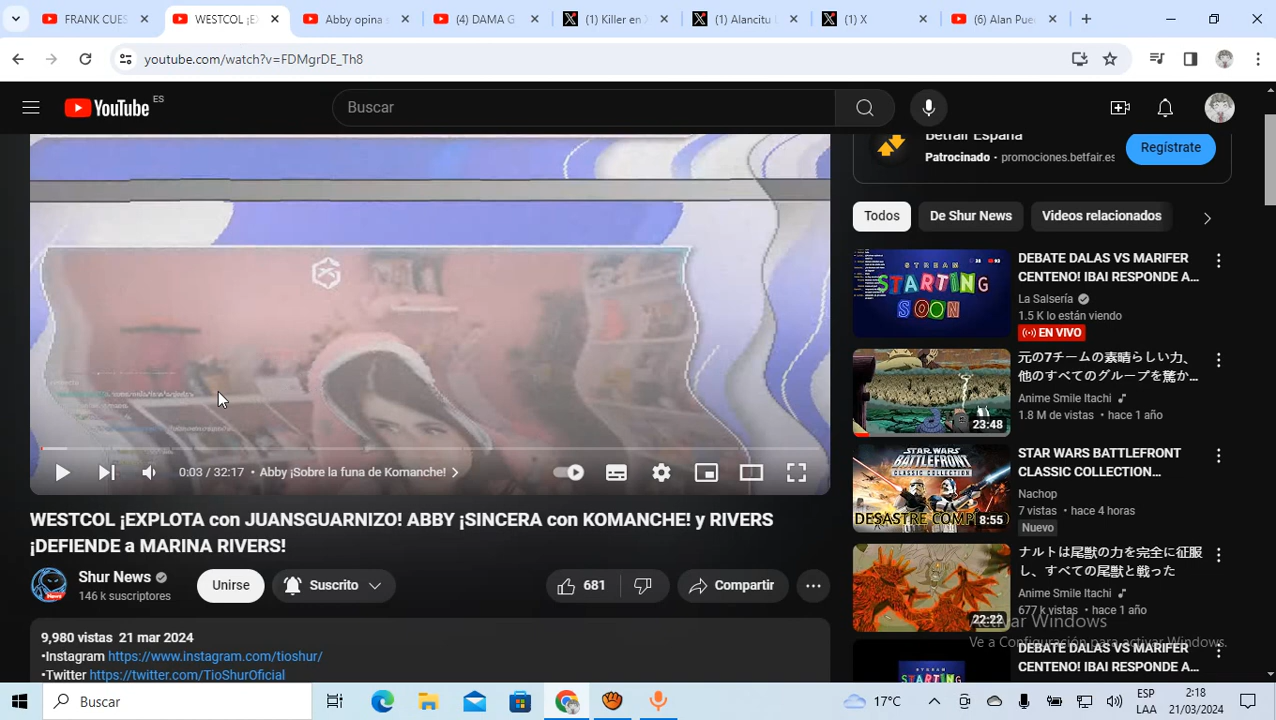 FRANK CUES
WESTCOL ¡EX
Abby opina s
(4) DAMA G
(1) Killer en X
(1) Alancitu
(1) X
(6) Alan Pue
youtube.com/watch?v=FDMgrDE_Th8
YouTube ES
Buscar
Betfair España
Patrocinado • promociones.betfair.es
Regístrate
Todos
De Shur News
Videos relacionados
STREAM
STARTING
SOON
DEBATE DALAS VS MARIFER
CENTENO! IBAI RESPONDE A...
La Salsería
1.5 K lo están viendo
EN VIVO
元の7チームの素晴らしい力、
他のすべてのグループを驚か...
Anime Smile Itachi
1.8 M de vistas • hace 1 año
23:48
STAR WARS
BATTLEFRONT
CLASSIC COLLECTION
8:55
STAR WARS BATTLEFRONT
CLASSIC COLLECTION...
Nachop
7 vistas • hace 4 horas
Nuevo
ナルトは尾獣の力を完全に征服
し、すべての尾獣と戦った
Anime Smile Itachi
677 k vistas • hace 1 año
22:22
DEBATE DALAS VS MARIFER
CENTENO! IBAI RESPONDE A...
0:03 / 32:17 • Abby ¡Sobre la funa de Komanche!
WESTCOL ¡EXPLOTA con JUANSGUARNIZO! ABBY ¡SINCERA con KOMANCHE! y RIVERS
¡DEFIENDE a MARINA RIVERS!
Shur News
146 k suscriptores
Unirse
Suscrito
681
Compartir
9,980 vistas 21 mar 2024
•Instagram https://www.instagram.com/tioshur/
•Twitter https://twitter.com/TioShurOficial
Activar Windows
Ve a Configuración para activar Windows.
Buscar
17°C
ESP
LAA
2:18
21/03/2024